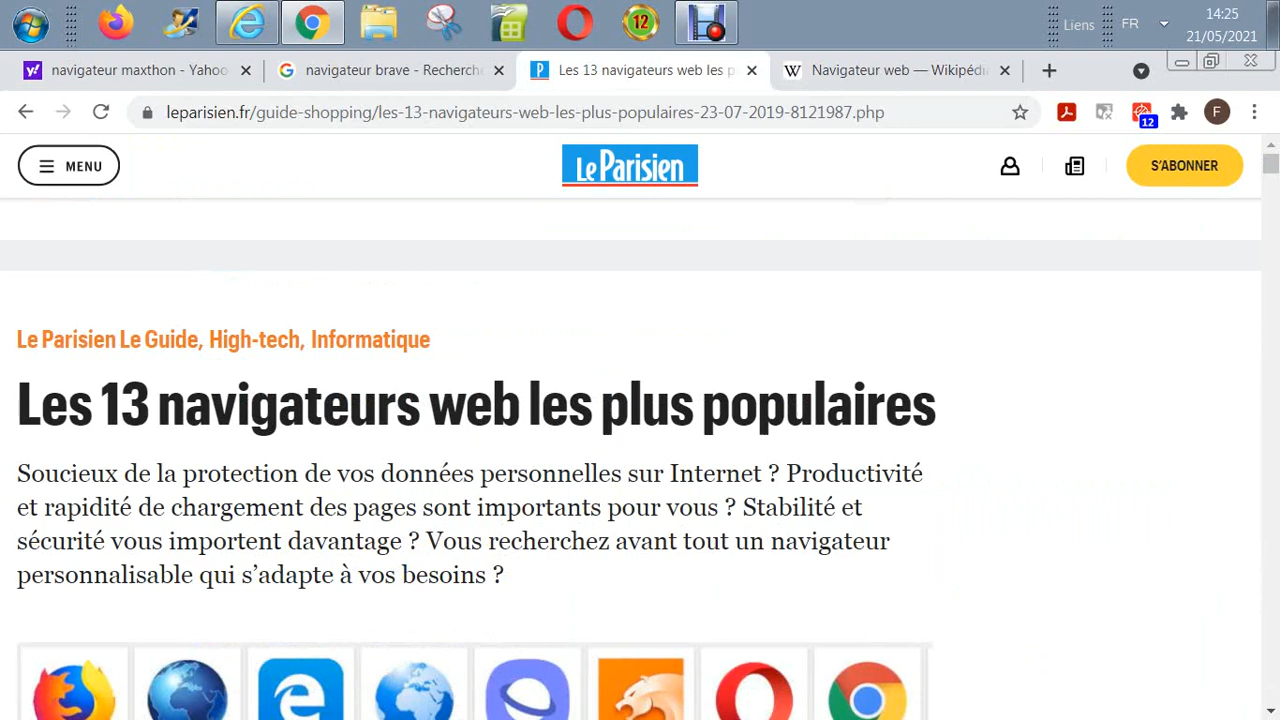 Liens
FR
14:25
21/05/2021
navigateur maxthon - Yahoo
navigateur brave - Recherche
Les 13 navigateurs web les p
Navigateur web — Wikipédi
leparisien.fr/guide-shopping/les-13-navigateurs-web-les-plus-populaires-23-07-2019-8121987.php
12
12
F
MENU
Le Parisien
S'ABONNER
Le Parisien Le Guide, High-tech, Informatique
Les 13 navigateurs web les plus populaires
Soucieux de la protection de vos données personnelles sur Internet ? Productivité
et rapidité de chargement des pages sont importants pour vous ? Stabilité et
sécurité vous importent davantage ? Vous recherchez avant tout un navigateur
personnalisable qui s'adapte à vos besoins ?